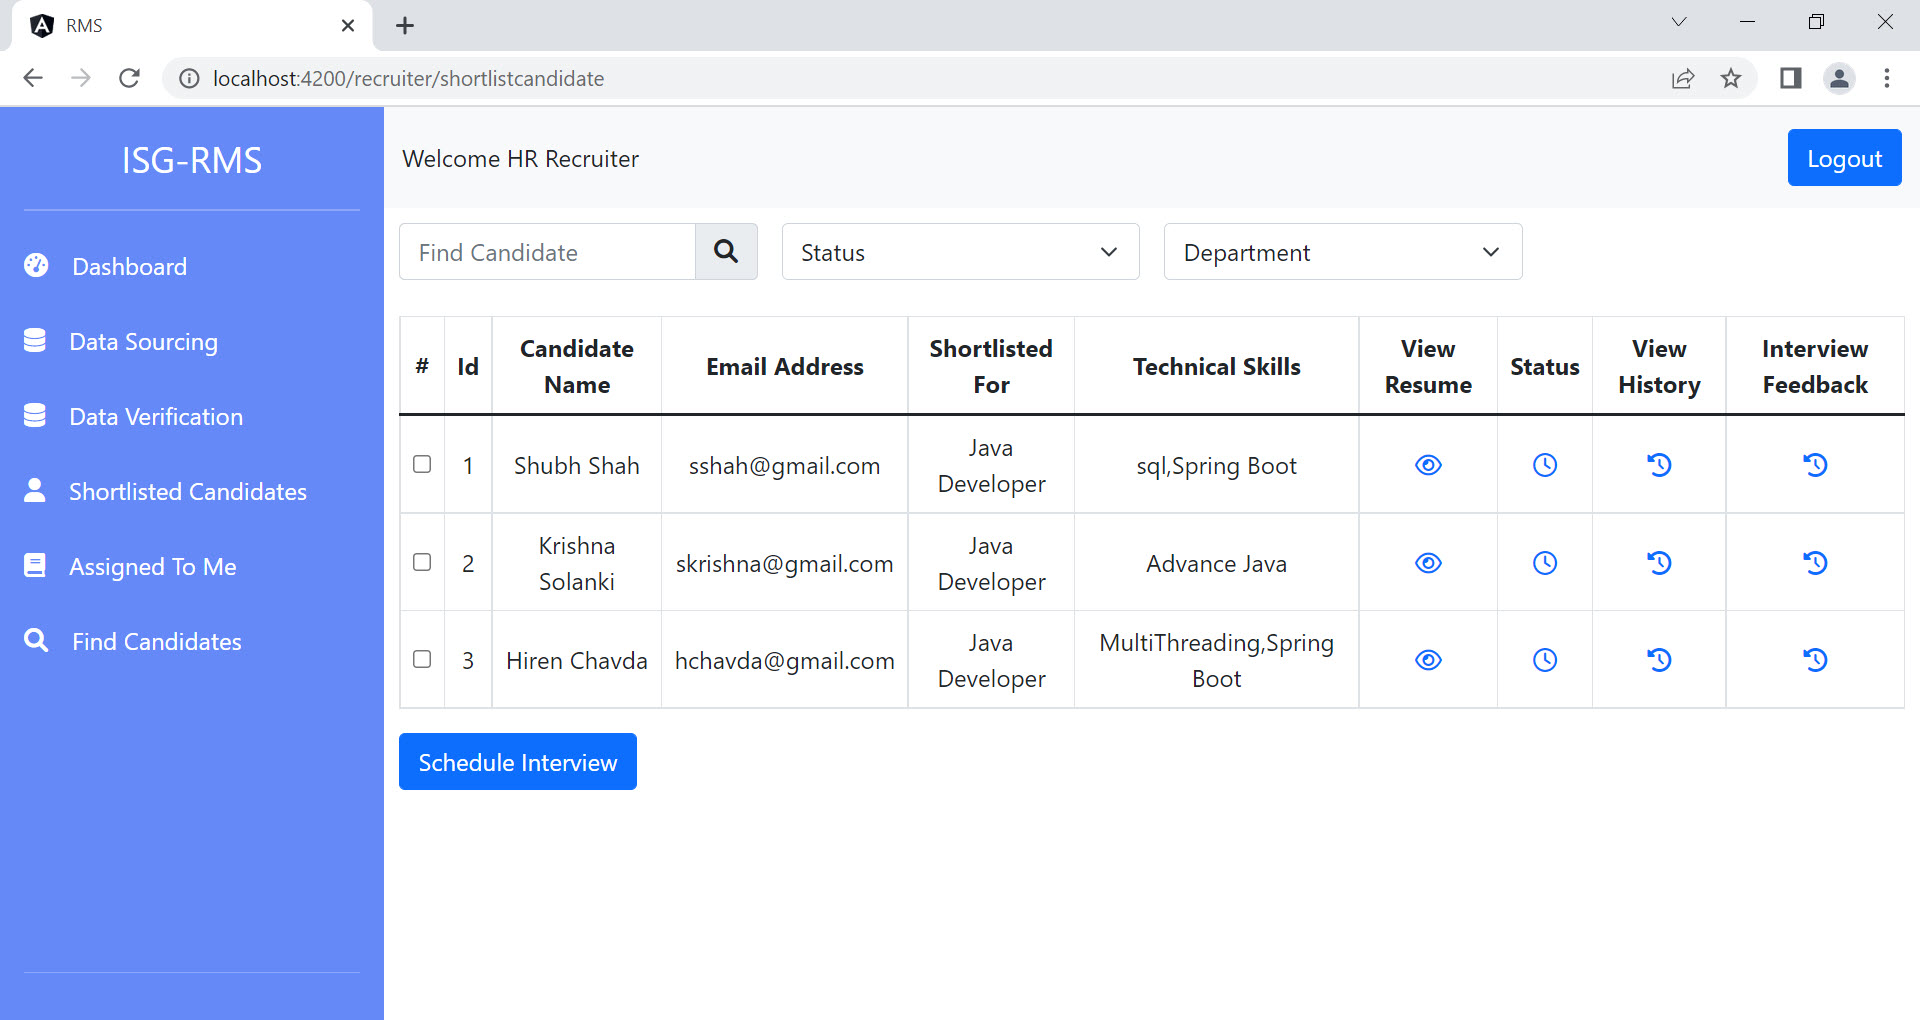 RMS
localhost:4200/recruiter/shortlistcandidate
ISG-RMS
Dashboard
Data Sourcing
Data Verification
Shortlisted Candidates
Assigned To Me
Find Candidates
Welcome HR Recruiter
Logout
Find Candidate
Status
Department
# Id Candidate Name Email Address Shortlisted For Technical Skills View Resume Status View History Interview Feedback
1 Shubh Shah sshah@gmail.com Java Developer sql,Spring Boot
2 Krishna Solanki skrishna@gmail.com Java Developer Advance Java
3 Hiren Chavda hchavda@gmail.com Java Developer MultiThreading,Spring Boot
Schedule Interview